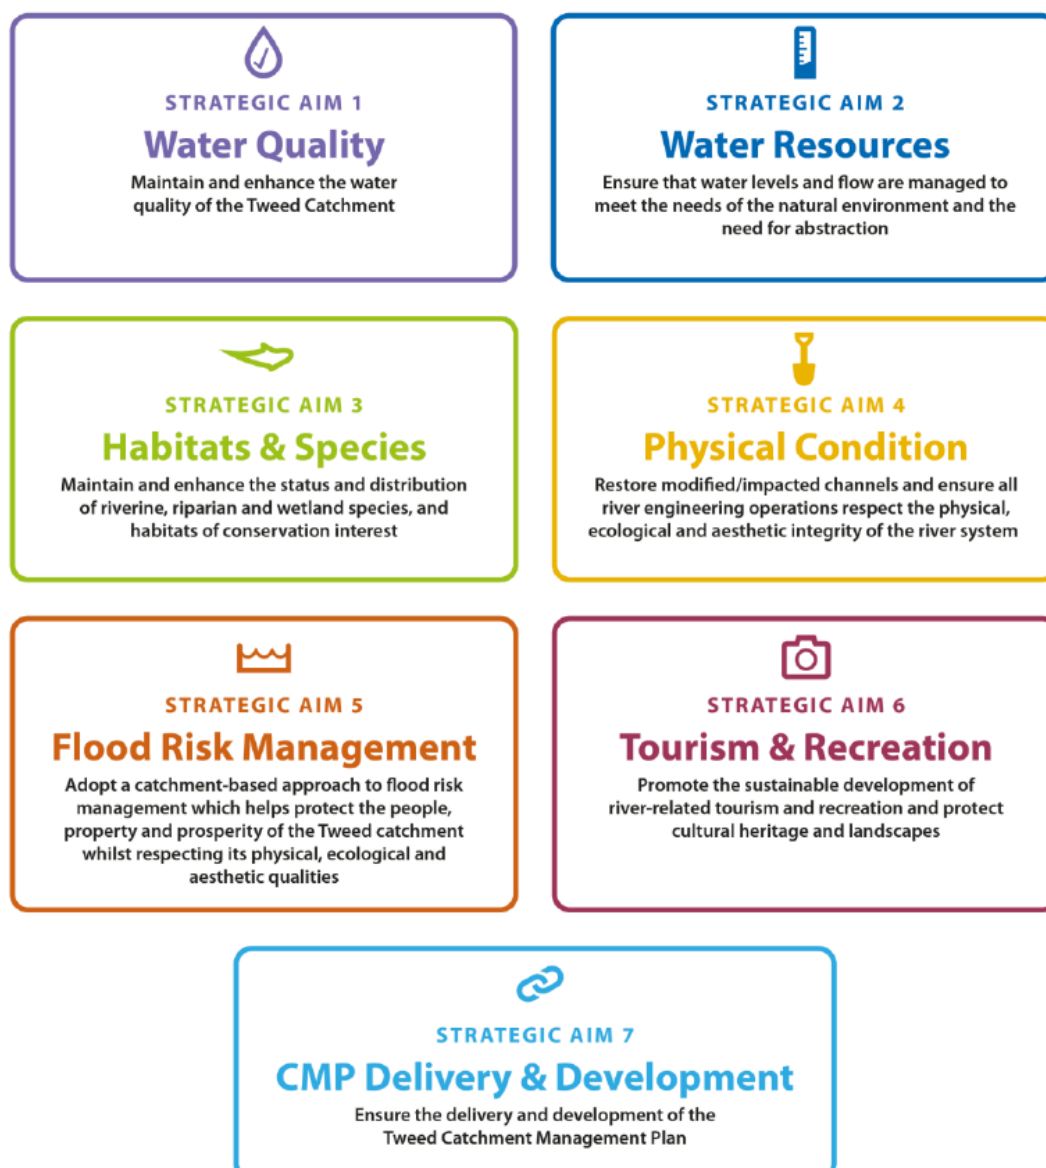 STRATEGIC AIM 1
Water Quality
Maintain and enhance the water
quality of the Tweed Catchment
STRATEGIC AIM 2
Water Resources
Ensure that water levels and flow are managed to
meet the needs of the natural environment and the
need for abstraction
STRATEGIC AIM 3
Habitats & Species
Maintain and enhance the status and distribution
of riverine, riparian and wetland species, and
habitats of conservation interest
STRATEGIC AIM 4
Physical Condition
Restore modified/impacted channels and ensure all
river engineering operations respect the physical,
ecological and aesthetic integrity of the river system
STRATEGIC AIM 5
Flood Risk Management
Adopt a catchment-based approach to flood risk
management which helps protect the people,
property and prosperity of the Tweed catchment
whilst respecting its physical, ecological and
aesthetic qualities
STRATEGIC AIM 6
Tourism & Recreation
Promote the sustainable development of
river-related tourism and recreation and protect
cultural heritage and landscapes
STRATEGIC AIM 7
CMP Delivery & Development
Ensure the delivery and development of the
Tweed Catchment Management Plan